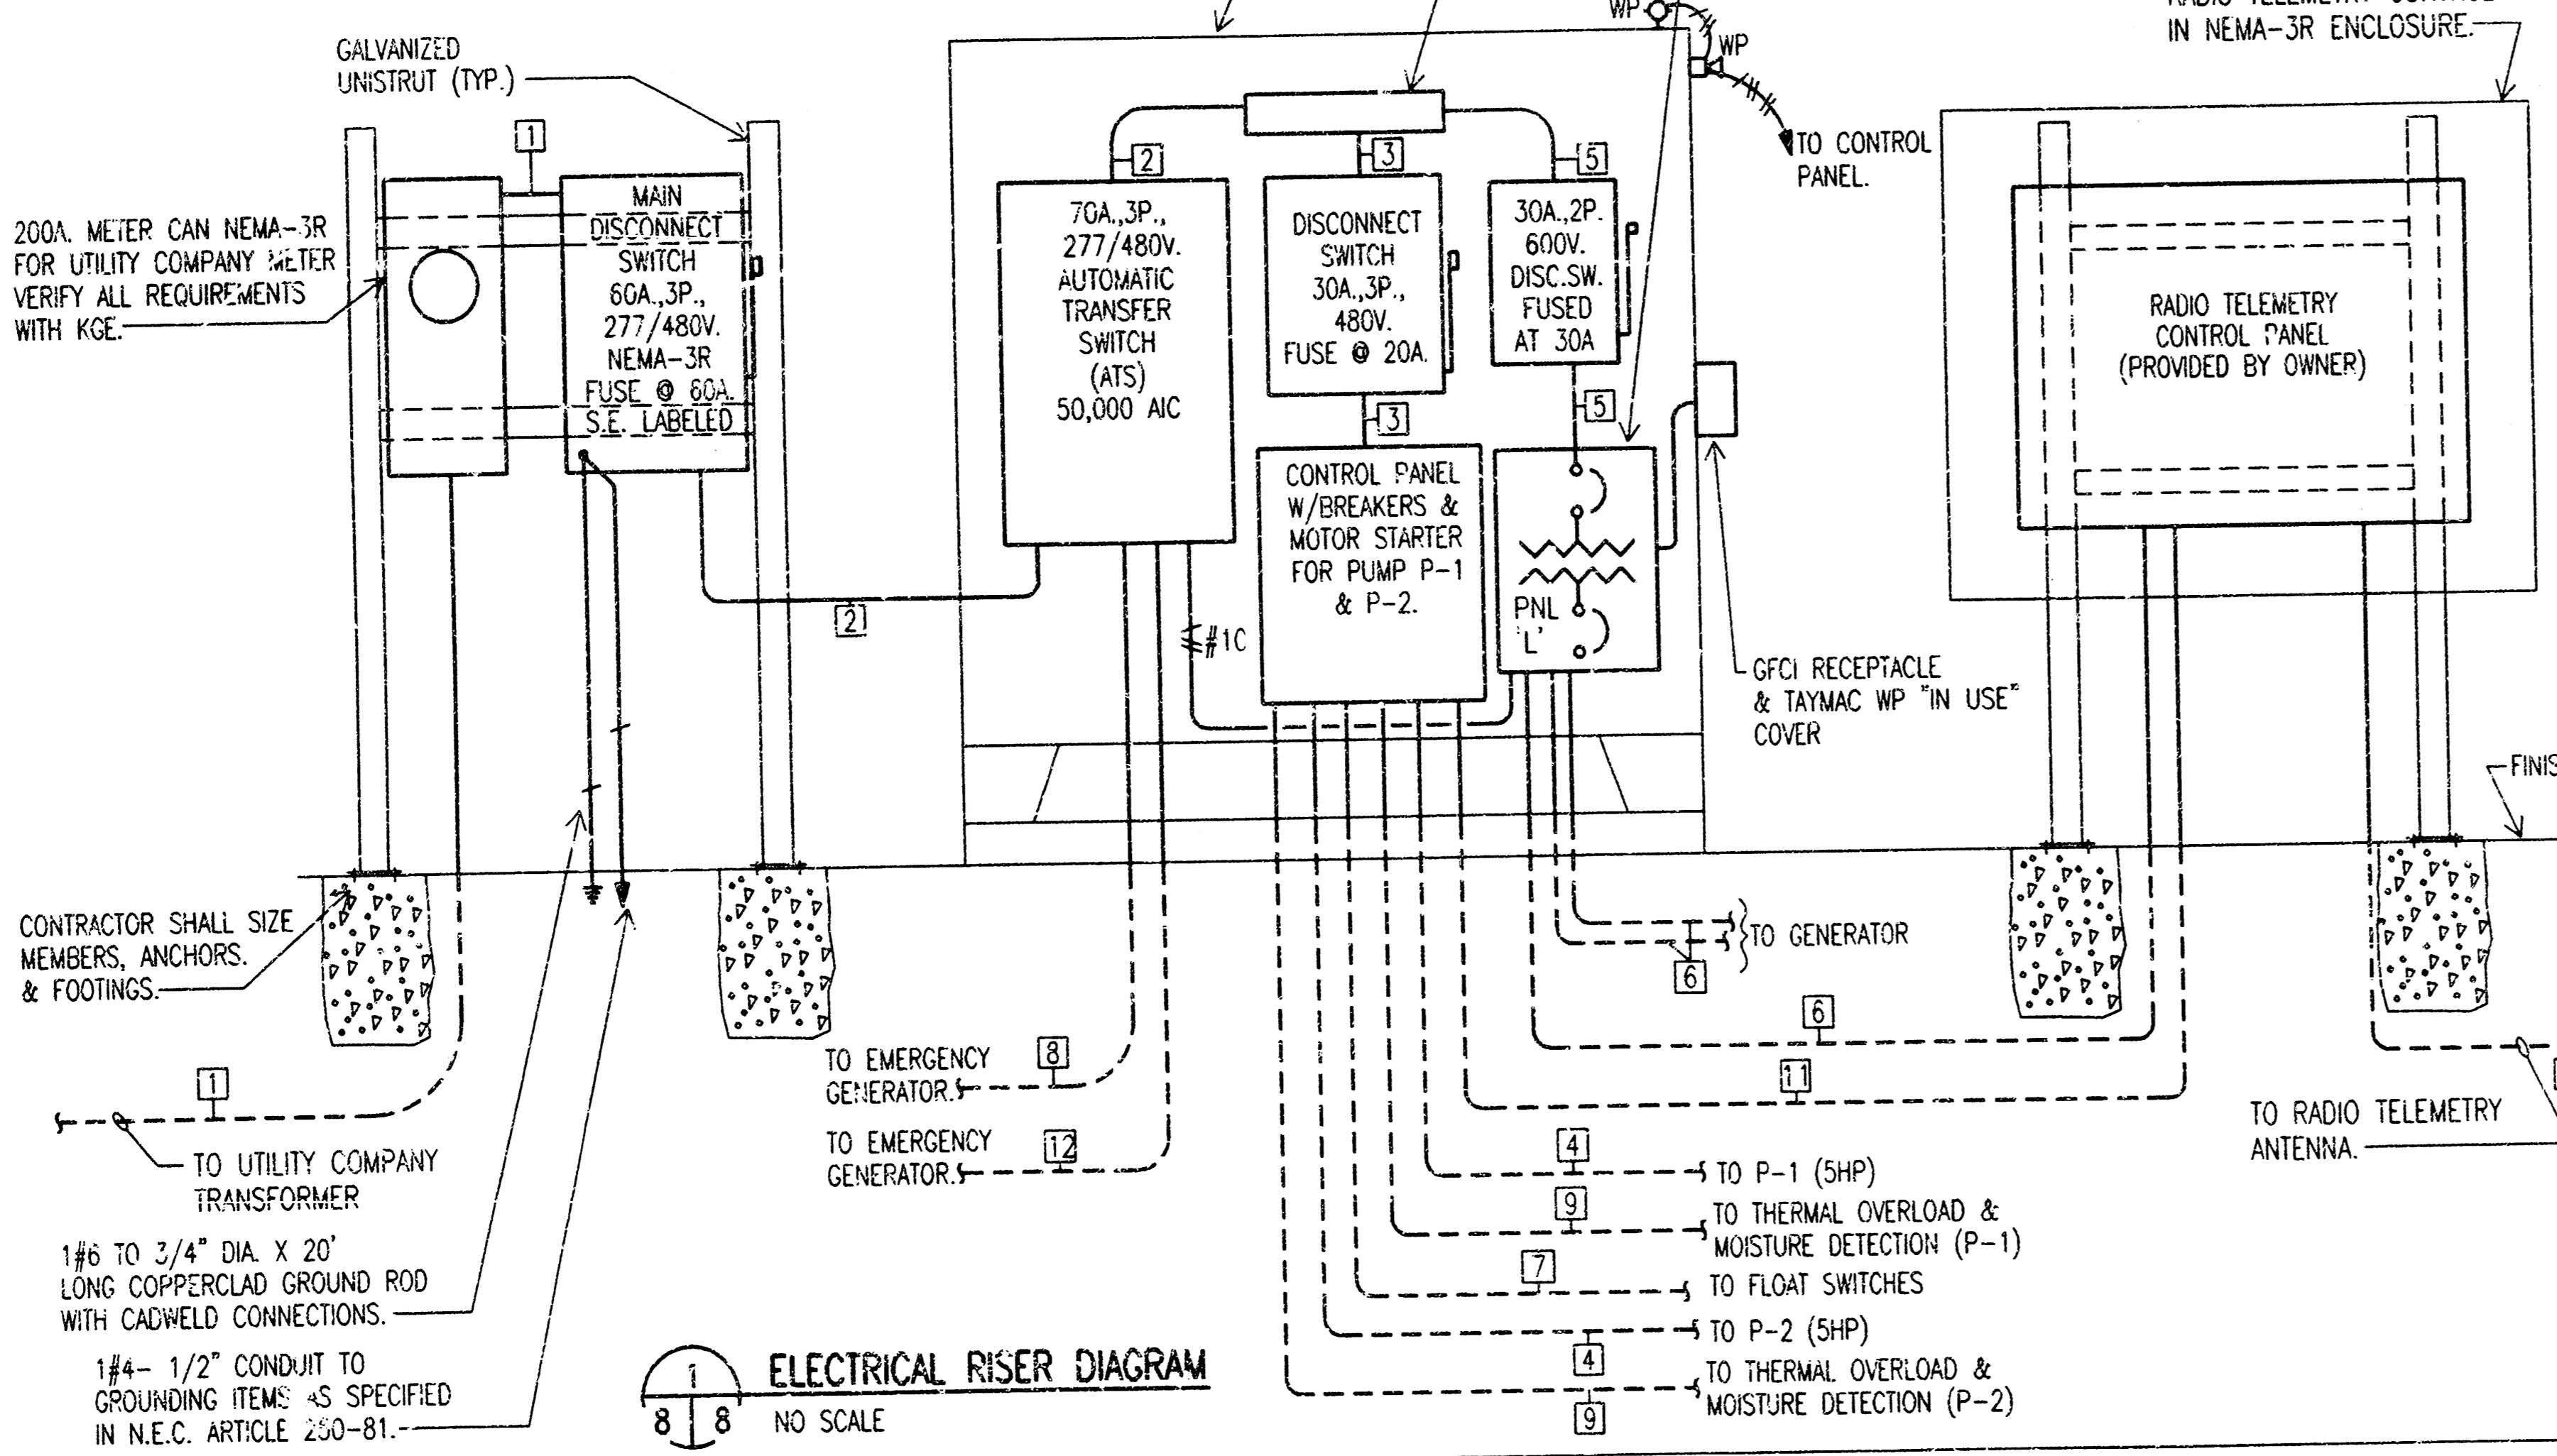 GALVANIZED
UNISTRUT (TYP.)
WP
WP
IN NEMA-3R ENCLOSURE.
TO CONTROL
PANEL.
1
2
3
5
200A. METER CAN NEMA-3R
FOR UTILITY COMPANY METER
VERIFY ALL REQUIREMENTS
WITH KGE.
MAIN
DISCONNECT
SWITCH
60A.,3P.,
277/480V.
NEMA-3R
FUSE @ 60A.
S.E. LABELED
70A.,3P.,
277/480V.
AUTOMATIC
TRANSFER
SWITCH
(ATS)
50,000 AIC
DISCONNECT
SWITCH
30A.,3P.,
480V.
FUSE @ 20A.
30A.,2P.
600V.
DISC.SW.
FUSED
AT 30A
3
5
CONTROL PANEL
W/BREAKERS &
MOTOR STARTER
FOR PUMP P-1
& P-2.
PNL
'L'
2
RADIO TELEMETRY
CONTROL PANEL
(PROVIDED BY OWNER)
GFCI RECEPTACLE
& TAYMAC WP "IN USE"
COVER
CONTRACTOR SHALL SIZE
MEMBERS, ANCHORS.
& FOOTINGS.
TO GENERATOR
6
6
11
1
TO UTILITY COMPANY
TRANSFORMER
TO EMERGENCY
GENERATOR.
8
TO EMERGENCY
GENERATOR.
12
TO RADIO TELEMETRY
ANTENNA.
4
TO P-1 (5HP)
9
TO THERMAL OVERLOAD &
MOISTURE DETECTION (P-1)
7
TO FLOAT SWITCHES
TO P-2 (5HP)
4
TO THERMAL OVERLOAD &
MOISTURE DETECTION (P-2)
9
1#6 TO 3/4" DIA. X 20'
LONG COPPERCLAD GROUND ROD
WITH CADWELD CONNECTIONS.
1#4- 1/2" CONDUIT TO
GROUNDING ITEMS AS SPECIFIED
IN N.E.C. ARTICLE 250-81.
1
8 8
ELECTRICAL RISER DIAGRAM
NO SCALE